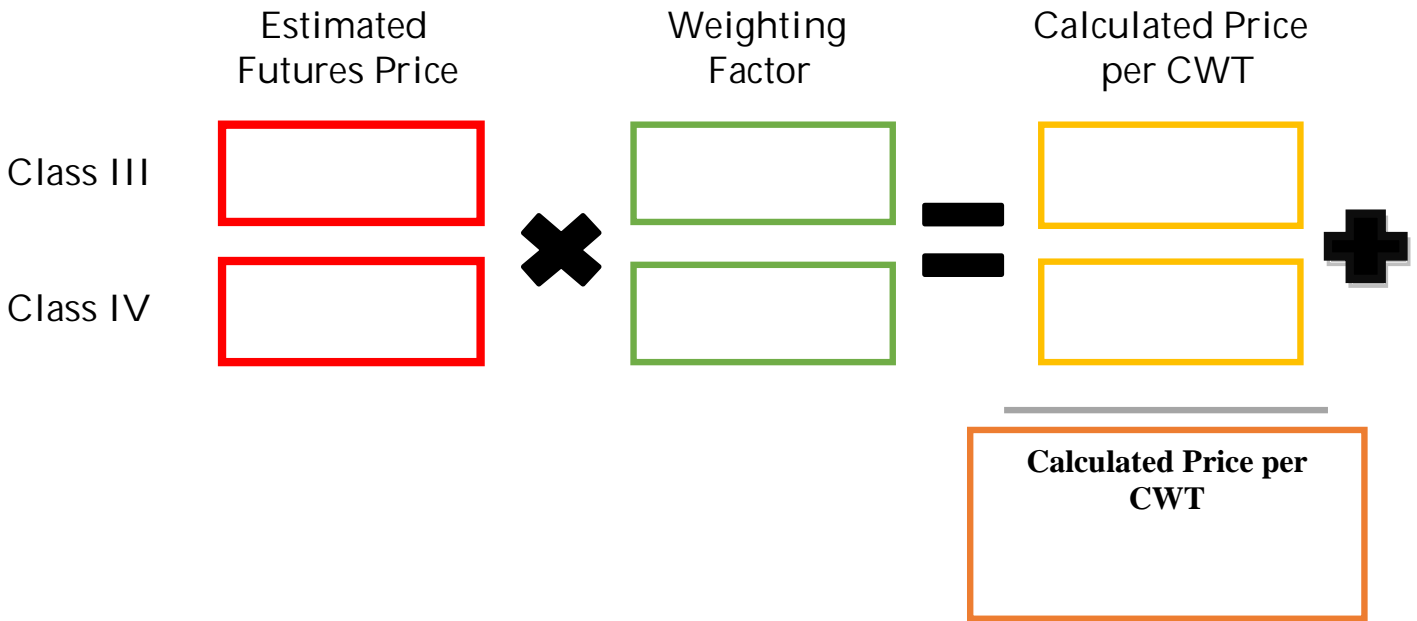 Estimated
Futures Price
Weighting
Factor
Calculated Price
per CWT
Class III
Class IV
Calculated Price per
CWT